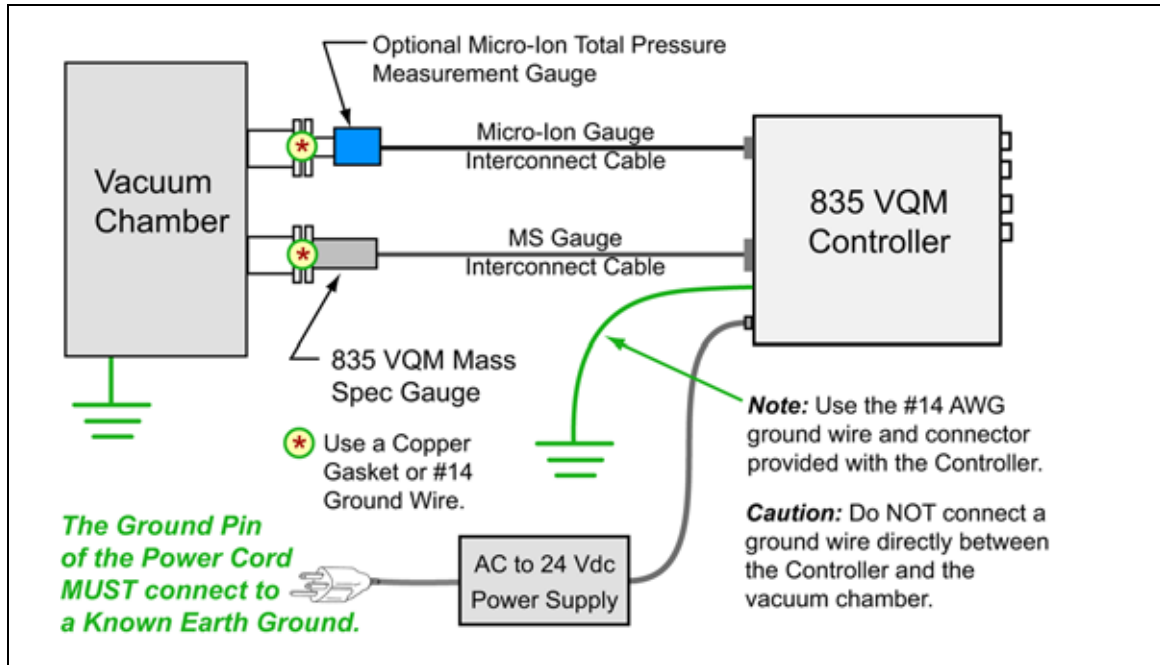 Optional Micro-Ion Total Pressure
Measurement Gauge
Micro-Ion Gauge
Interconnect Cable
Vacuum
Chamber
835 VQM
Controller
MS Gauge
Interconnect Cable
835 VQM Mass
Spec Gauge
* Use a Copper
Gasket or #14
Ground Wire.
Note: Use the #14 AWG
ground wire and connector
provided with the Controller.
Caution: Do NOT connect a
ground wire directly between
the Controller and the
vacuum chamber.
The Ground Pin
of the Power Cord
MUST connect to
a Known Earth Ground.
AC to 24 Vdc
Power Supply